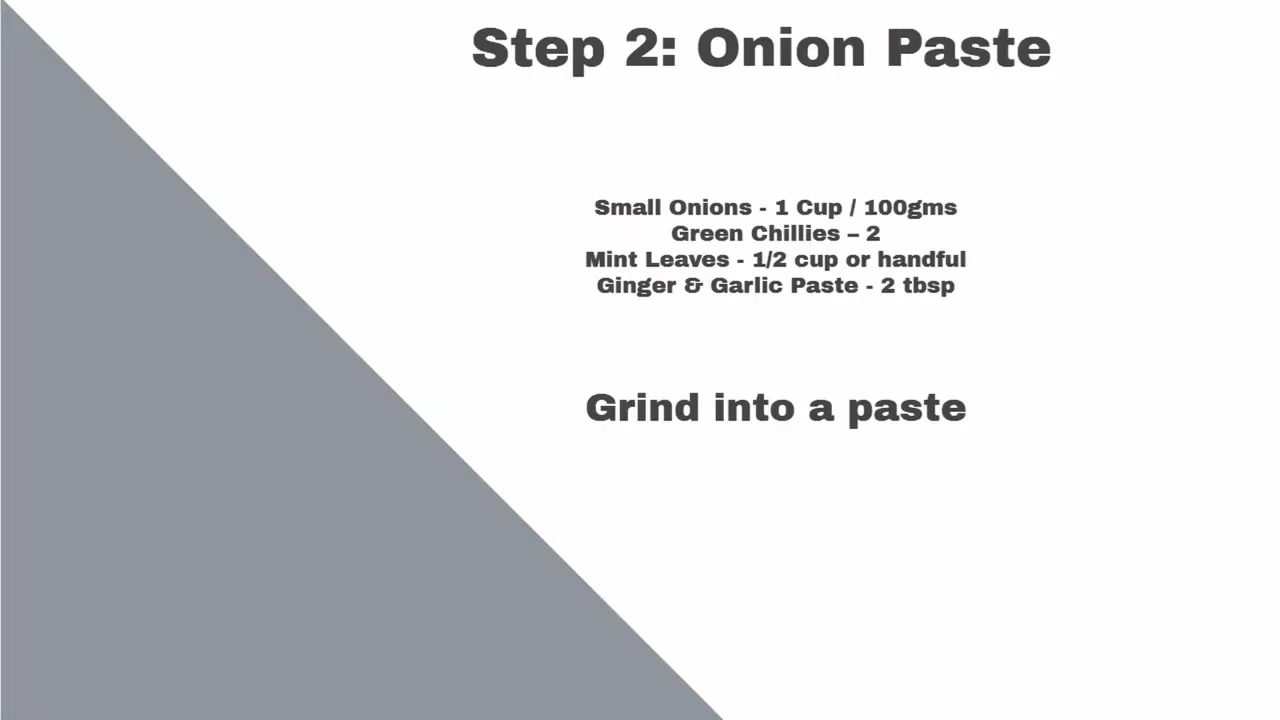 Step 2: Onion Paste
Small Onions - 1 Cup / 100gms
Green Chillies – 2
Mint Leaves - 1/2 cup or handful
Ginger & Garlic Paste - 2 tbsp
Grind into a paste